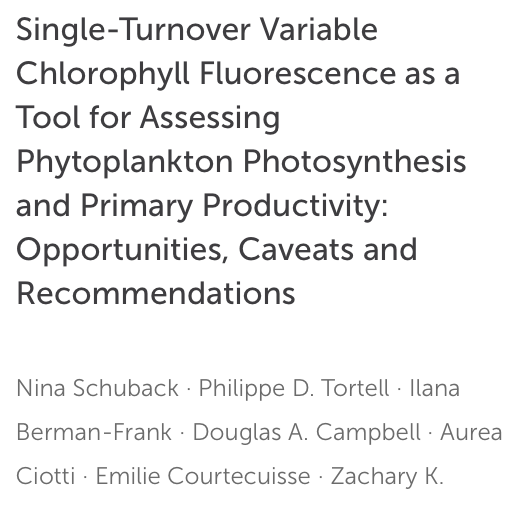 Single-Turnover Variable
Chlorophyll Fluorescence as a
Tool for Assessing
Phytoplankton Photosynthesis
and Primary Productivity:
Opportunities, Caveats and
Recommendations
Nina Schuback · Philippe D. Tortell · Ilana
Berman-Frank · Douglas A. Campbell · Aurea
Ciotti · Emilie Courtecuisse · Zachary K.